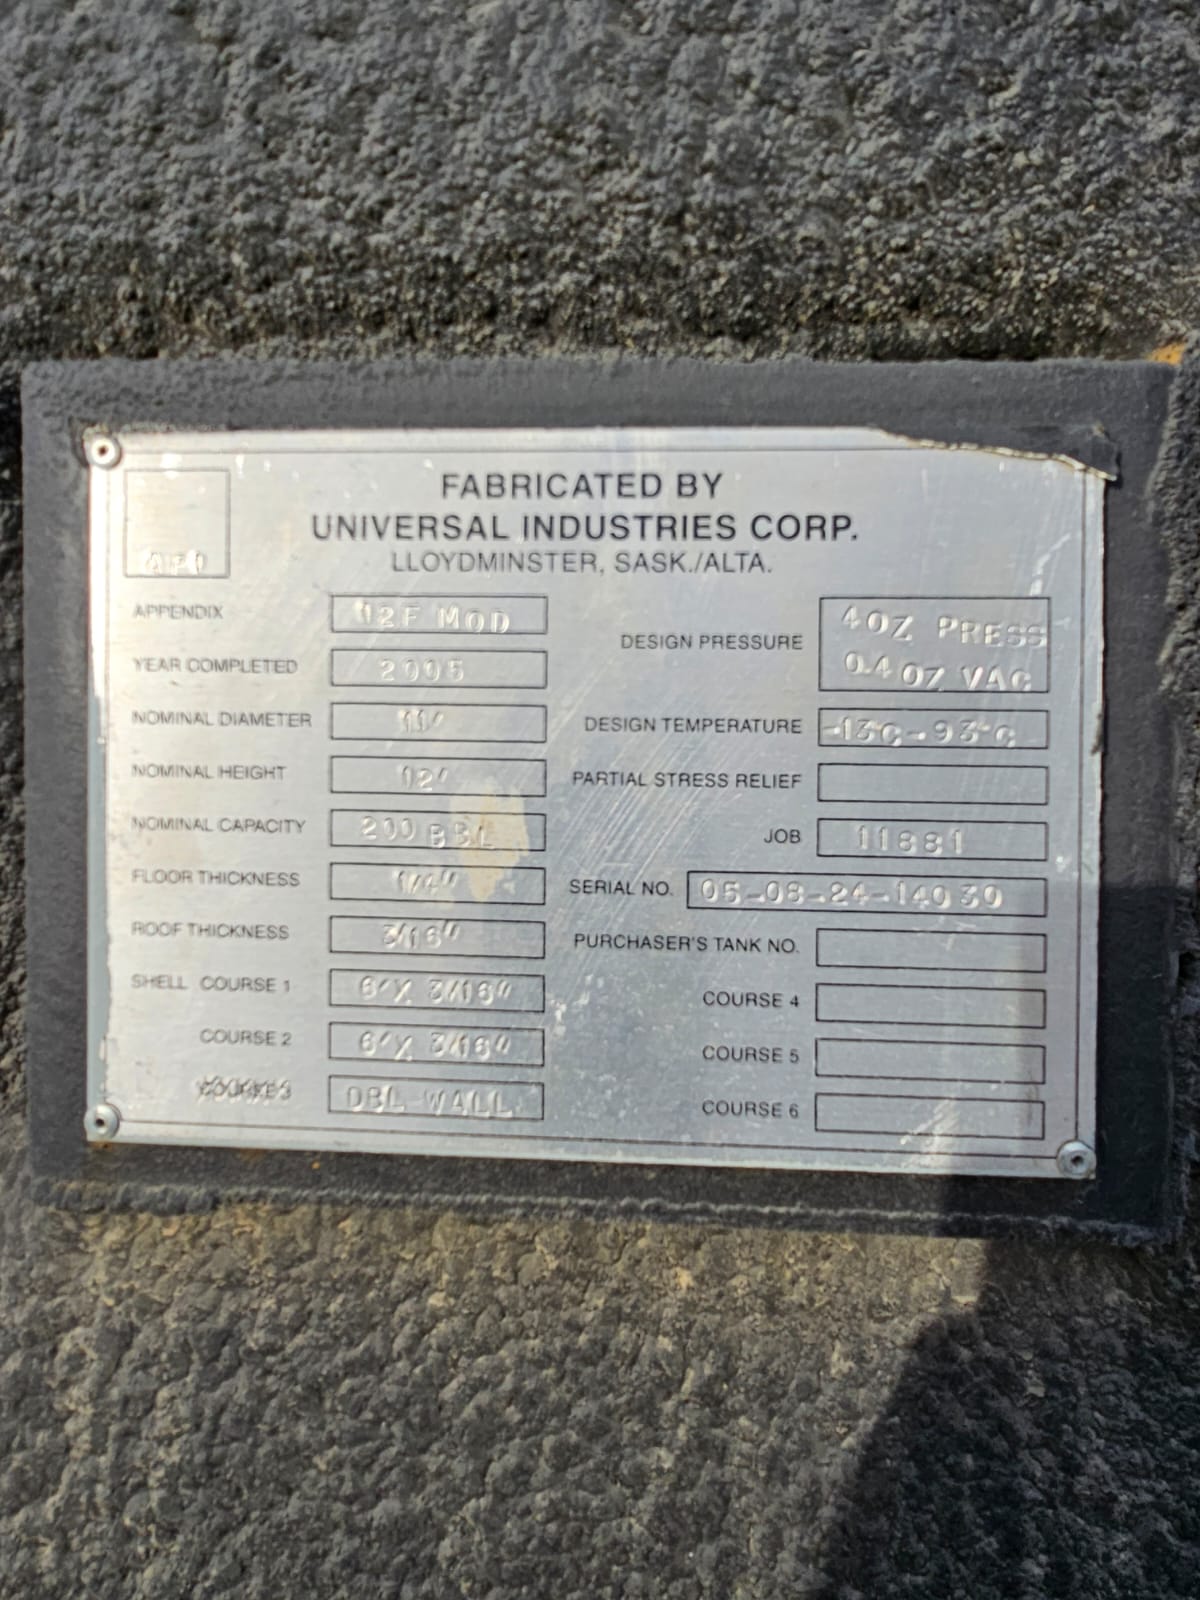 FABRICATED BY
UNIVERSAL INDUSTRIES CORP.
LLOYDMINSTER, SASK./ALTA.
API
APPENDIX 12F MOD
YEAR COMPLETED 2005
NOMINAL DIAMETER 11'
NOMINAL HEIGHT 12'
NOMINAL CAPACITY 200 BBL
FLOOR THICKNESS 1/4"
ROOF THICKNESS 3/16"
SHELL COURSE 1 6'X 3/16"
COURSE 2 6'X 3/16"
COURSE 3 DBL WALL
DESIGN PRESSURE 4OZ PRESS
0.4 OZ VAC
DESIGN TEMPERATURE -13°C-93°C
PARTIAL STRESS RELIEF
JOB 11881
SERIAL NO. 05-08-24-14030
PURCHASER'S TANK NO.
COURSE 4
COURSE 5
COURSE 6